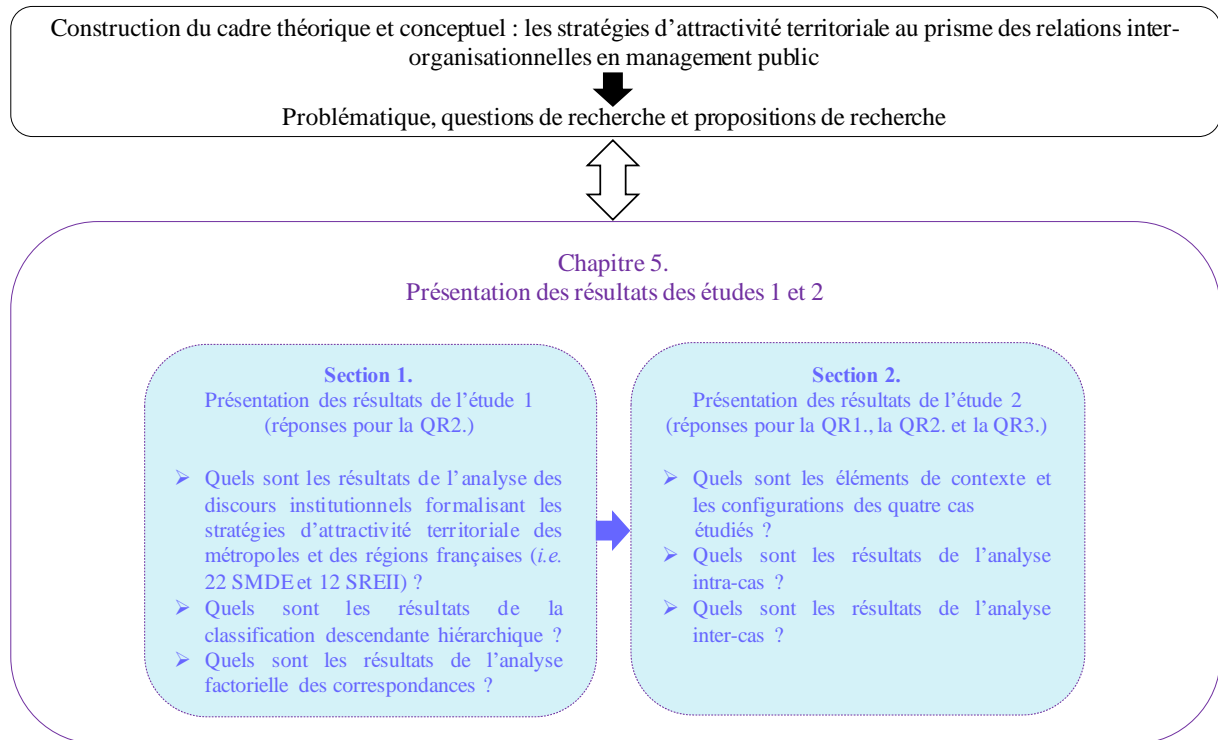 Construction du cadre théorique et conceptuel : les stratégies d’attractivité territoriale au prisme des relations inter-
organisationnelles en management public
Problématique, questions de recherche et propositions de recherche
Chapitre 5.
Présentation des résultats des études 1 et 2
Section 1.
Présentation des résultats de l’étude 1
(réponses pour la QR2.)
➢ Quels sont les résultats de l’analyse des
discours institutionnels formalisant les
stratégies d’attractivité territoriale des
métropoles et des régions françaises (i.e.
22 SMDE et 12 SREII) ?
➢ Quels sont les résultats de la
classification descendante hiérarchique ?
➢ Quels sont les résultats de l’analyse
factorielle des correspondances ?
Section 2.
Présentation des résultats de l’étude 2
(réponses pour la QR1., la QR2. et la QR3.)
➢ Quels sont les éléments de contexte et
les configurations des quatre cas
étudiés ?
➢ Quels sont les résultats de l’analyse
intra-cas ?
➢ Quels sont les résultats de l’analyse
inter-cas ?